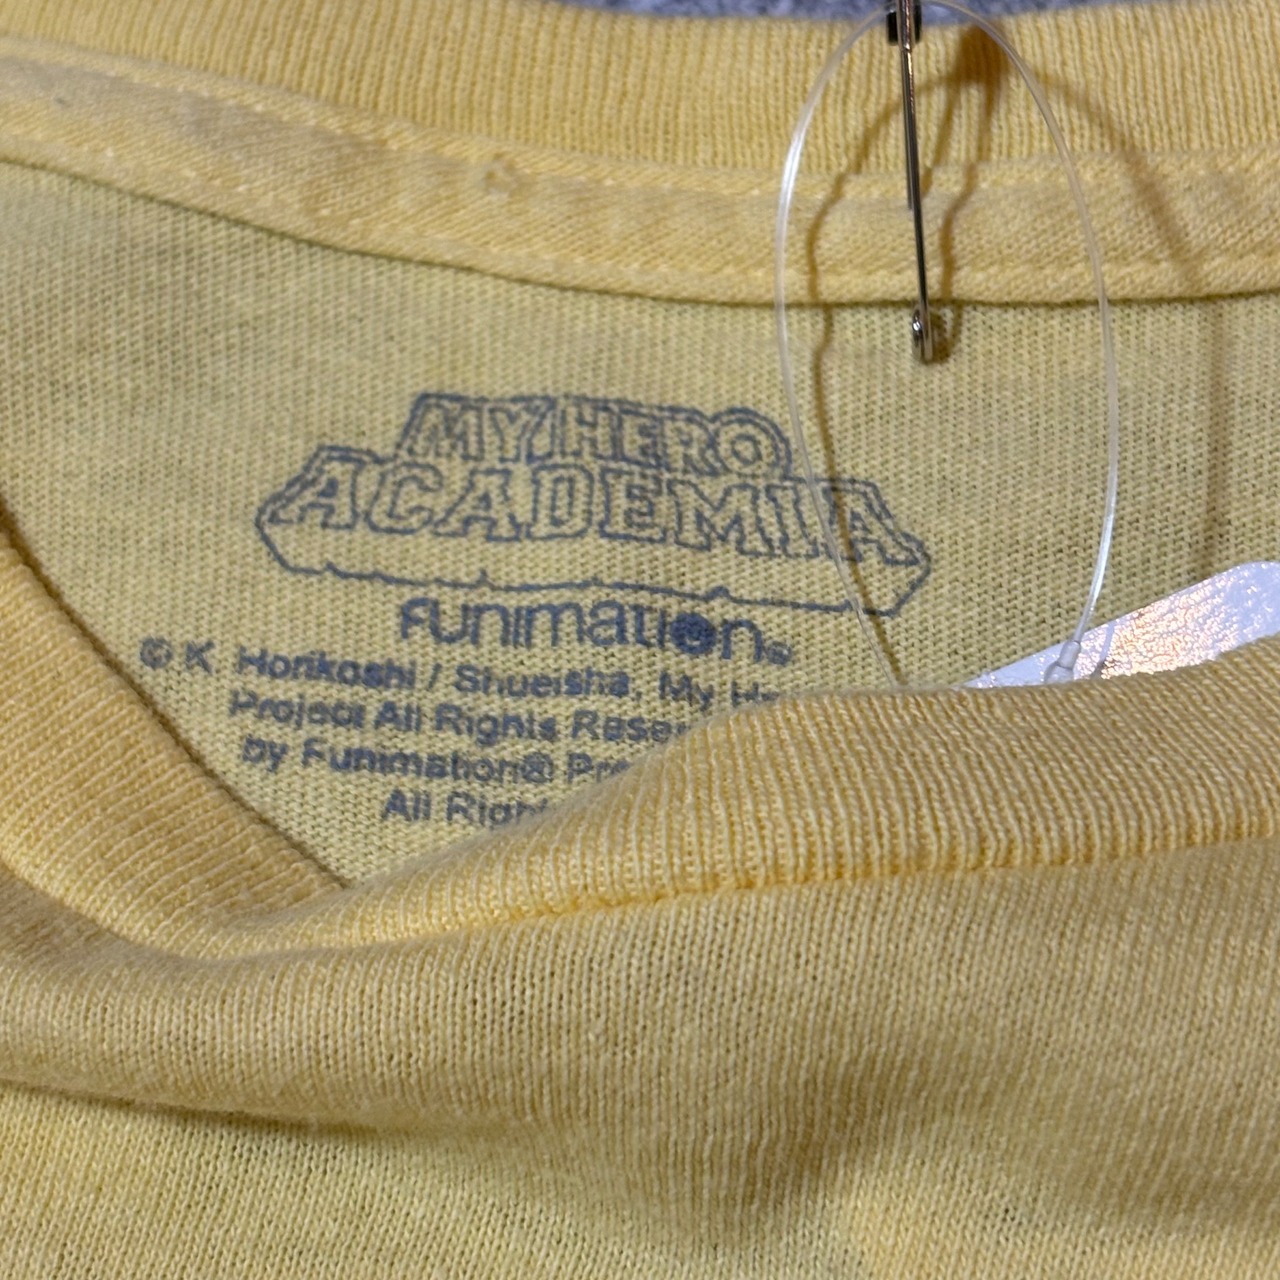 MY HERO
ACADEMIA
FUNIMATION®
© K Horikoshi / Shueisha, My
Project All Rights
by Funimation®
All